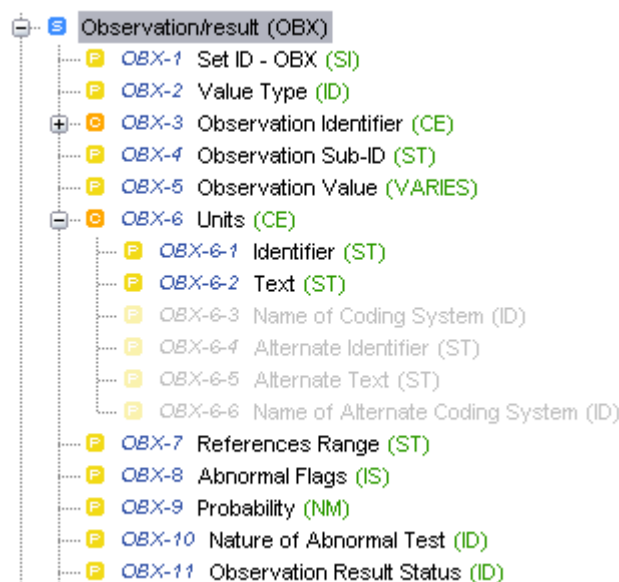 S Observation/result (OBX)
P OBX-1 Set ID - OBX (SI)
P OBX-2 Value Type (ID)
C OBX-3 Observation Identifier (CE)
P OBX-4 Observation Sub-ID (ST)
P OBX-5 Observation Value (VARIES)
C OBX-6 Units (CE)
P OBX-6-1 Identifier (ST)
P OBX-6-2 Text (ST)
P OBX-6-3 Name of Coding System (ID)
P OBX-6-4 Alternate Identifier (ST)
P OBX-6-5 Alternate Text (ST)
P OBX-6-6 Name of Alternate Coding System (ID)
P OBX-7 References Range (ST)
P OBX-8 Abnormal Flags (IS)
P OBX-9 Probability (NM)
P OBX-10 Nature of Abnormal Test (ID)
P OBX-11 Observation Result Status (ID)